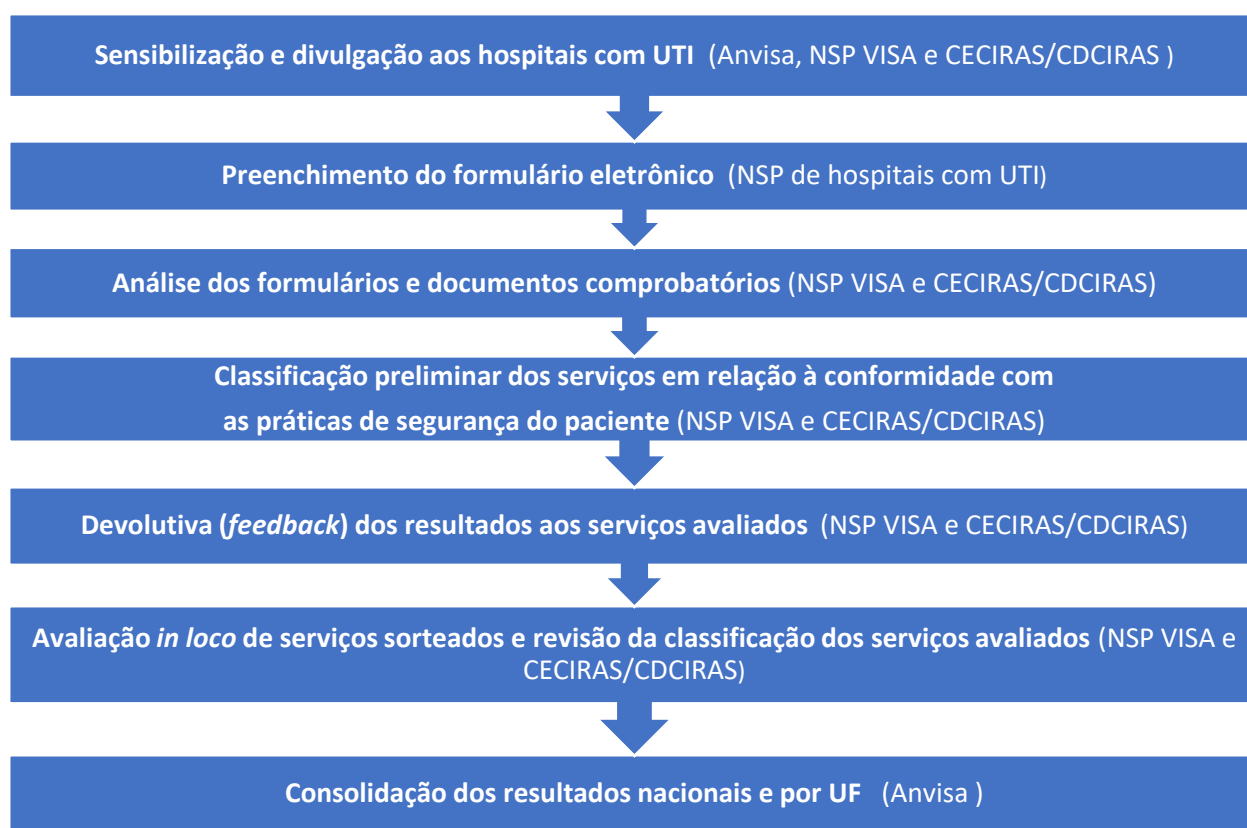 Sensibilização e divulgação aos hospitais com UTI (Anvisa, NSP VISA e CECIRAS/CDCIRAS )
Preenchimento do formulário eletrônico (NSP de hospitais com UTI)
Análise dos formulários e documentos comprobatórios (NSP VISA e CECIRAS/CDCIRAS)
Classificação preliminar dos serviços em relação à conformidade com
as práticas de segurança do paciente (NSP VISA e CECIRAS/CDCIRAS)
Devolutiva (feedback) dos resultados aos serviços avaliados (NSP VISA e CECIRAS/CDCIRAS)
Avaliação in loco de serviços sorteados e revisão da classificação dos serviços avaliados (NSP VISA e
CECIRAS/CDCIRAS)
Consolidação dos resultados nacionais e por UF (Anvisa )